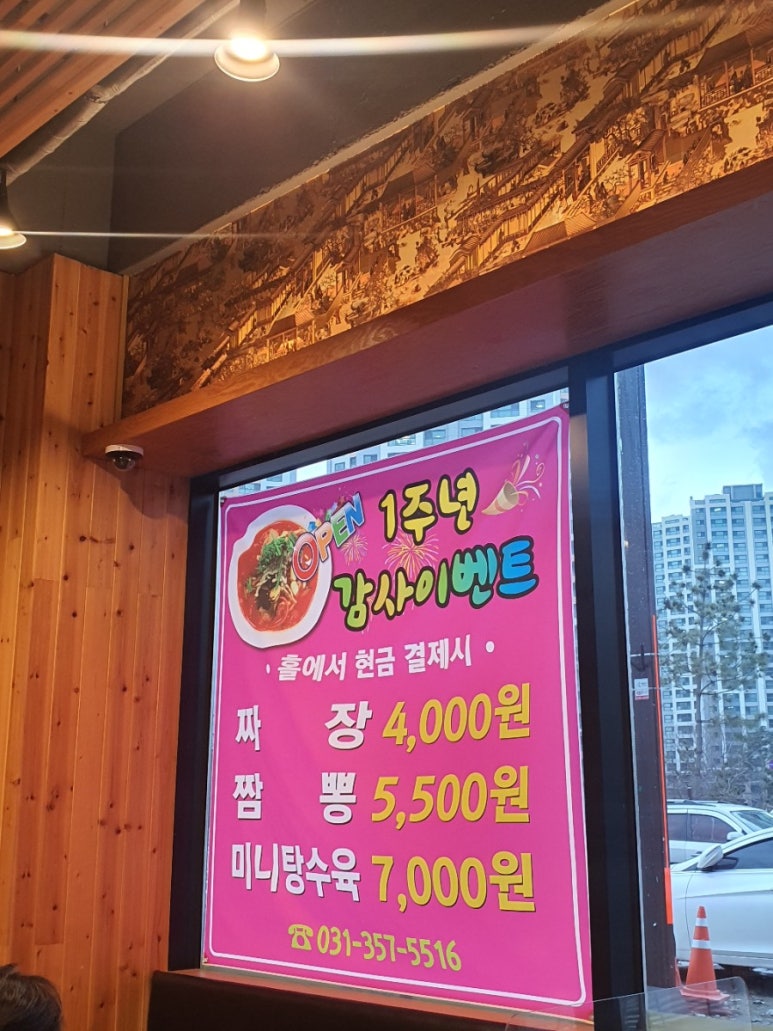 OPEN 1주년
감사이벤트
• 홀에서 현금 결제시 •
짜 장 4,000원
짬 뽕 5,500원
미니탕수육 7,000원
☎ 031-357-5516